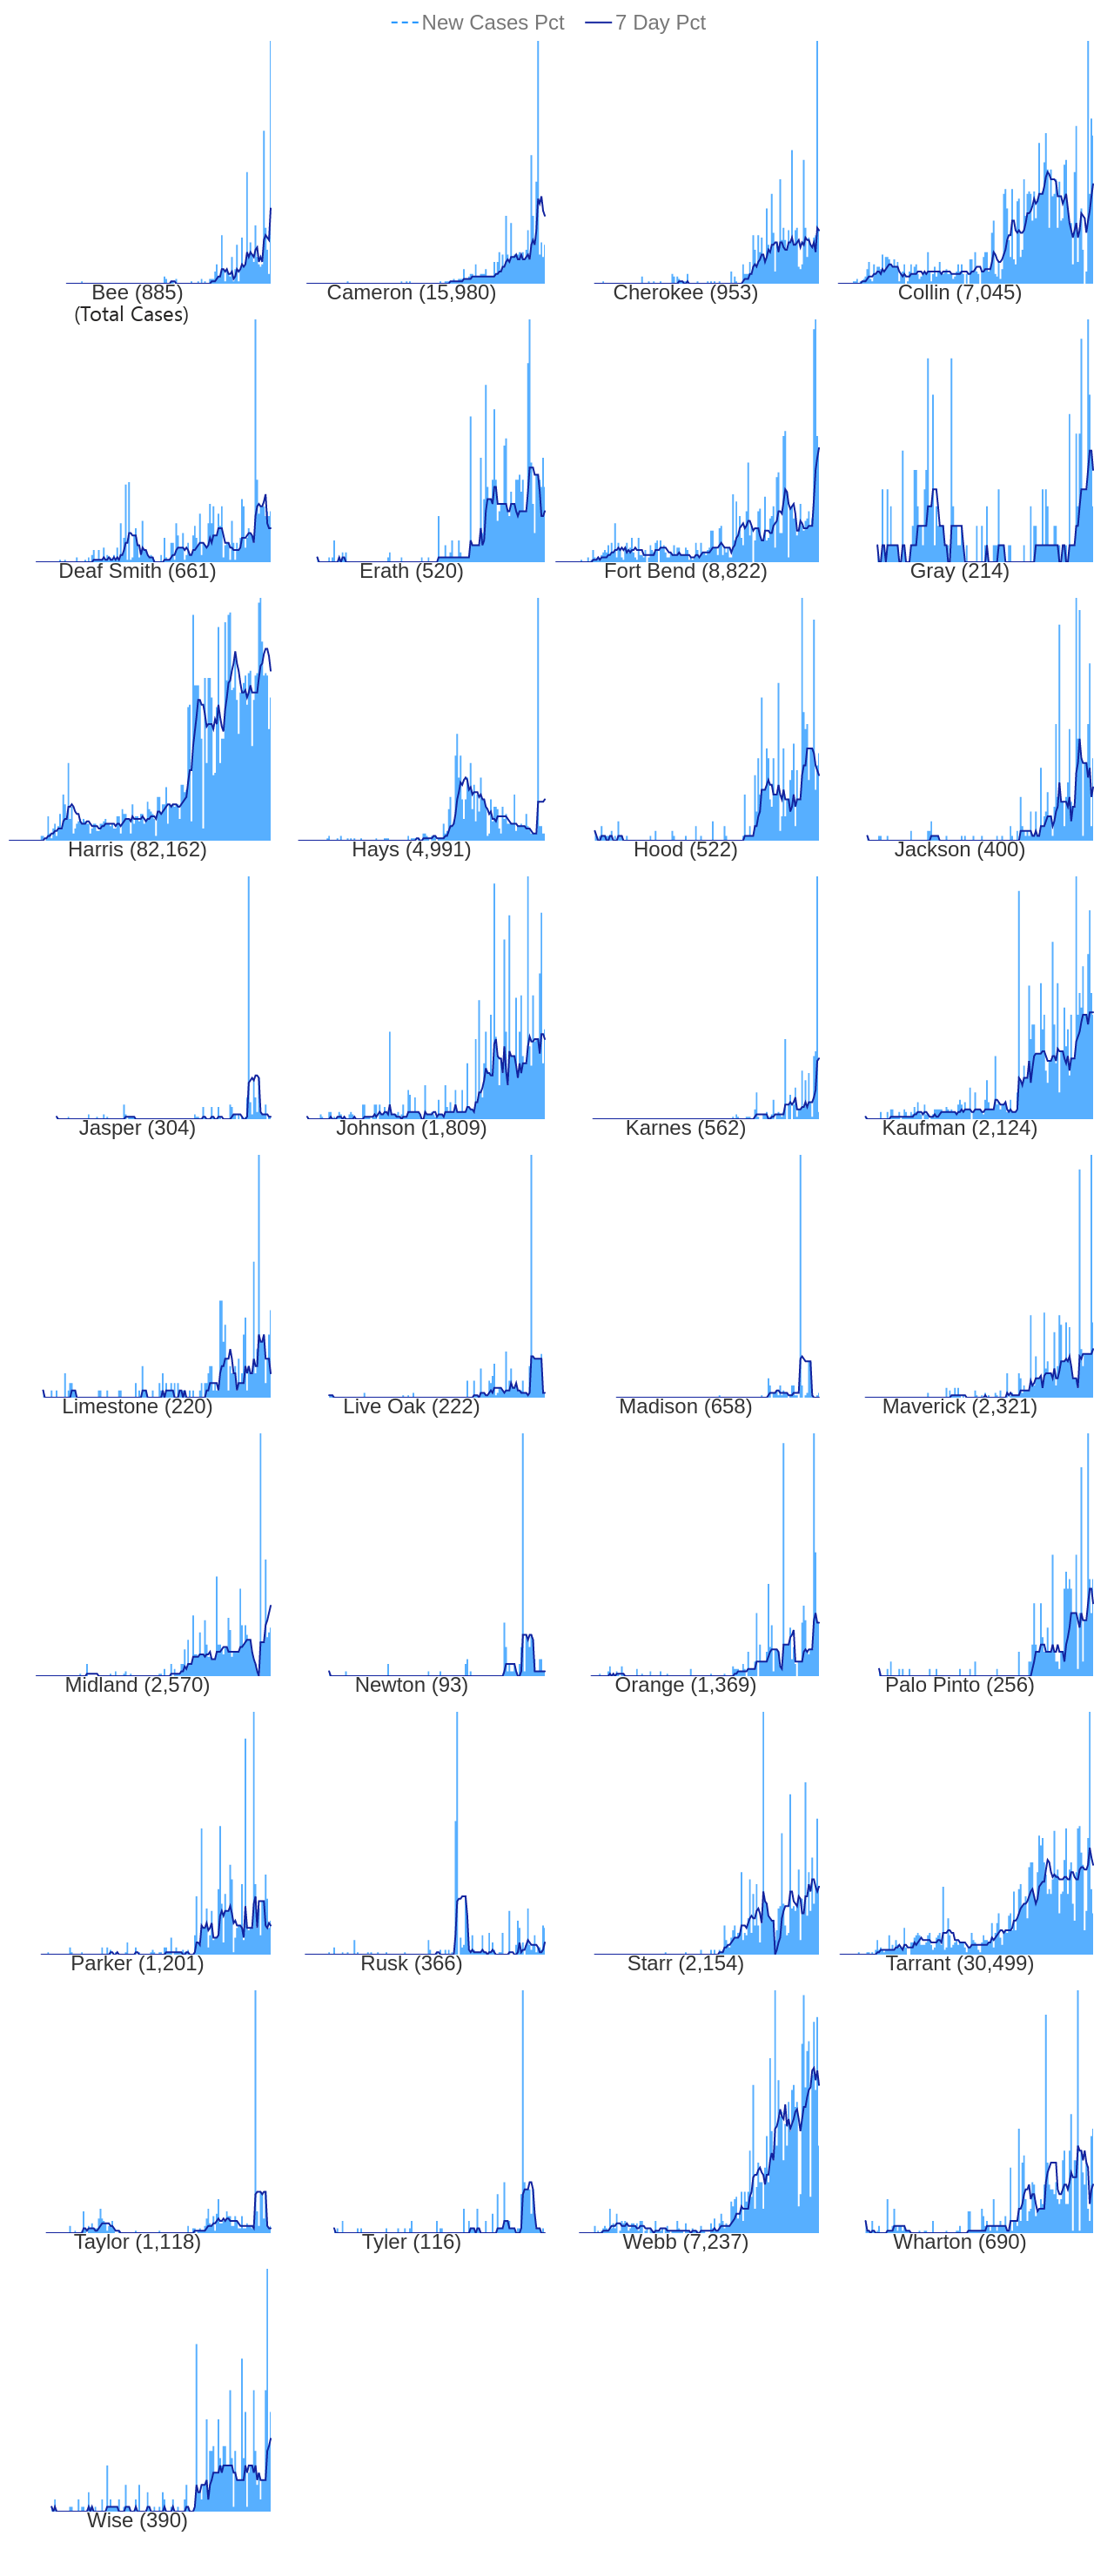 New Cases Pct 7 Day Pct
Bee (885) Cameron (15,980) Cherokee (953) Collin (7,045)
(Total Cases)
Deaf Smith (661) Erath (520) Fort Bend (8,822) Gray (214)
Harris (82,162) Hays (4,991) Hood (522) Jackson (400)
Jasper (304) Johnson (1,809) Karnes (562) Kaufman (2,124)
Limestone (220) Live Oak (222) Madison (658) Maverick (2,321)
Midland (2,570) Newton (93) Orange (1,369) Palo Pinto (256)
Parker (1,201) Rusk (366) Starr (2,154) Tarrant (30,499)
Taylor (1,118) Tyler (116) Webb (7,237) Wharton (690)
Wise (390)